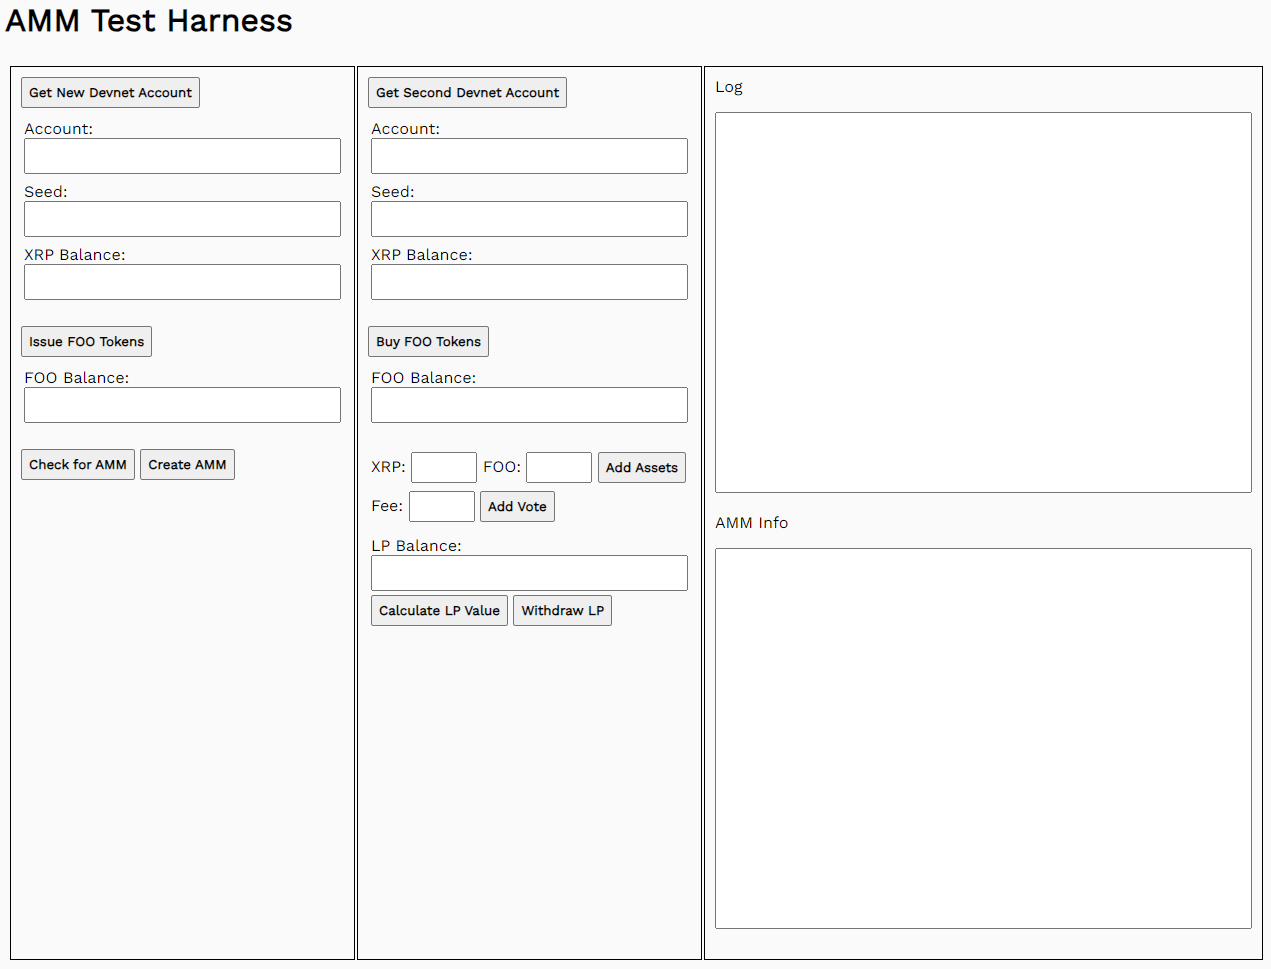 AMM Test Harness
Get New Devnet Account
Account:
Seed:
XRP Balance:
Issue FOO Tokens
FOO Balance:
Check for AMM Create AMM
Get Second Devnet Account
Account:
Seed:
XRP Balance:
Buy FOO Tokens
FOO Balance:
XRP: FOO: Add Assets
Fee: Add Vote
LP Balance:
Calculate LP Value Withdraw LP
Log
AMM Info